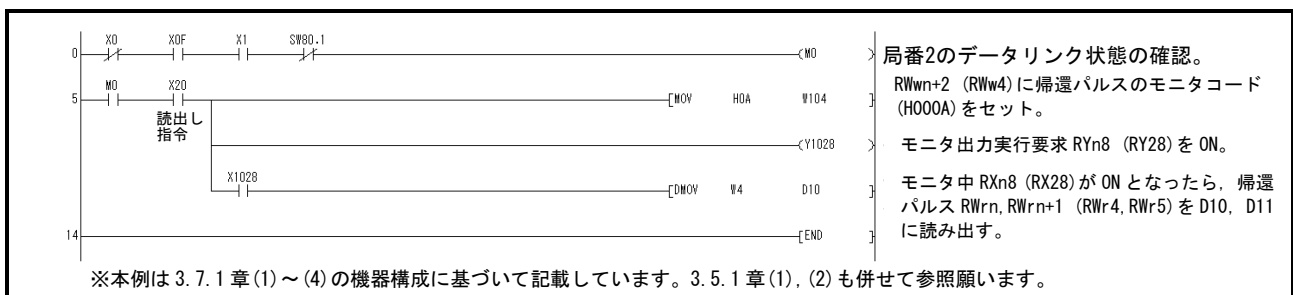 X0 X0F X1 SW80.1
0 (M0 局番2のデータリンク状態の確認。
M0 X20
5 [MOV H0A W104 ] RWwn+2 (RWw4)に帰還パルスのモニタコード
(H000A)をセット。
読出し
指令
(Y1028 モニタ出力実行要求 RYn8 (RY28)を ON。
X1028
[DMOV W4 D10 ] モニタ中 RXn8 (RX28)が ON となったら, 帰還
パルス RWrn,RWrn+1 (RWr4,RWr5)を D10, D11
に読み出す。
14 [END ]
※本例は 3.7.1 章(1)～(4)の機器構成に基づいて記載しています。3.5.1 章(1),(2)も併せて参照願います。